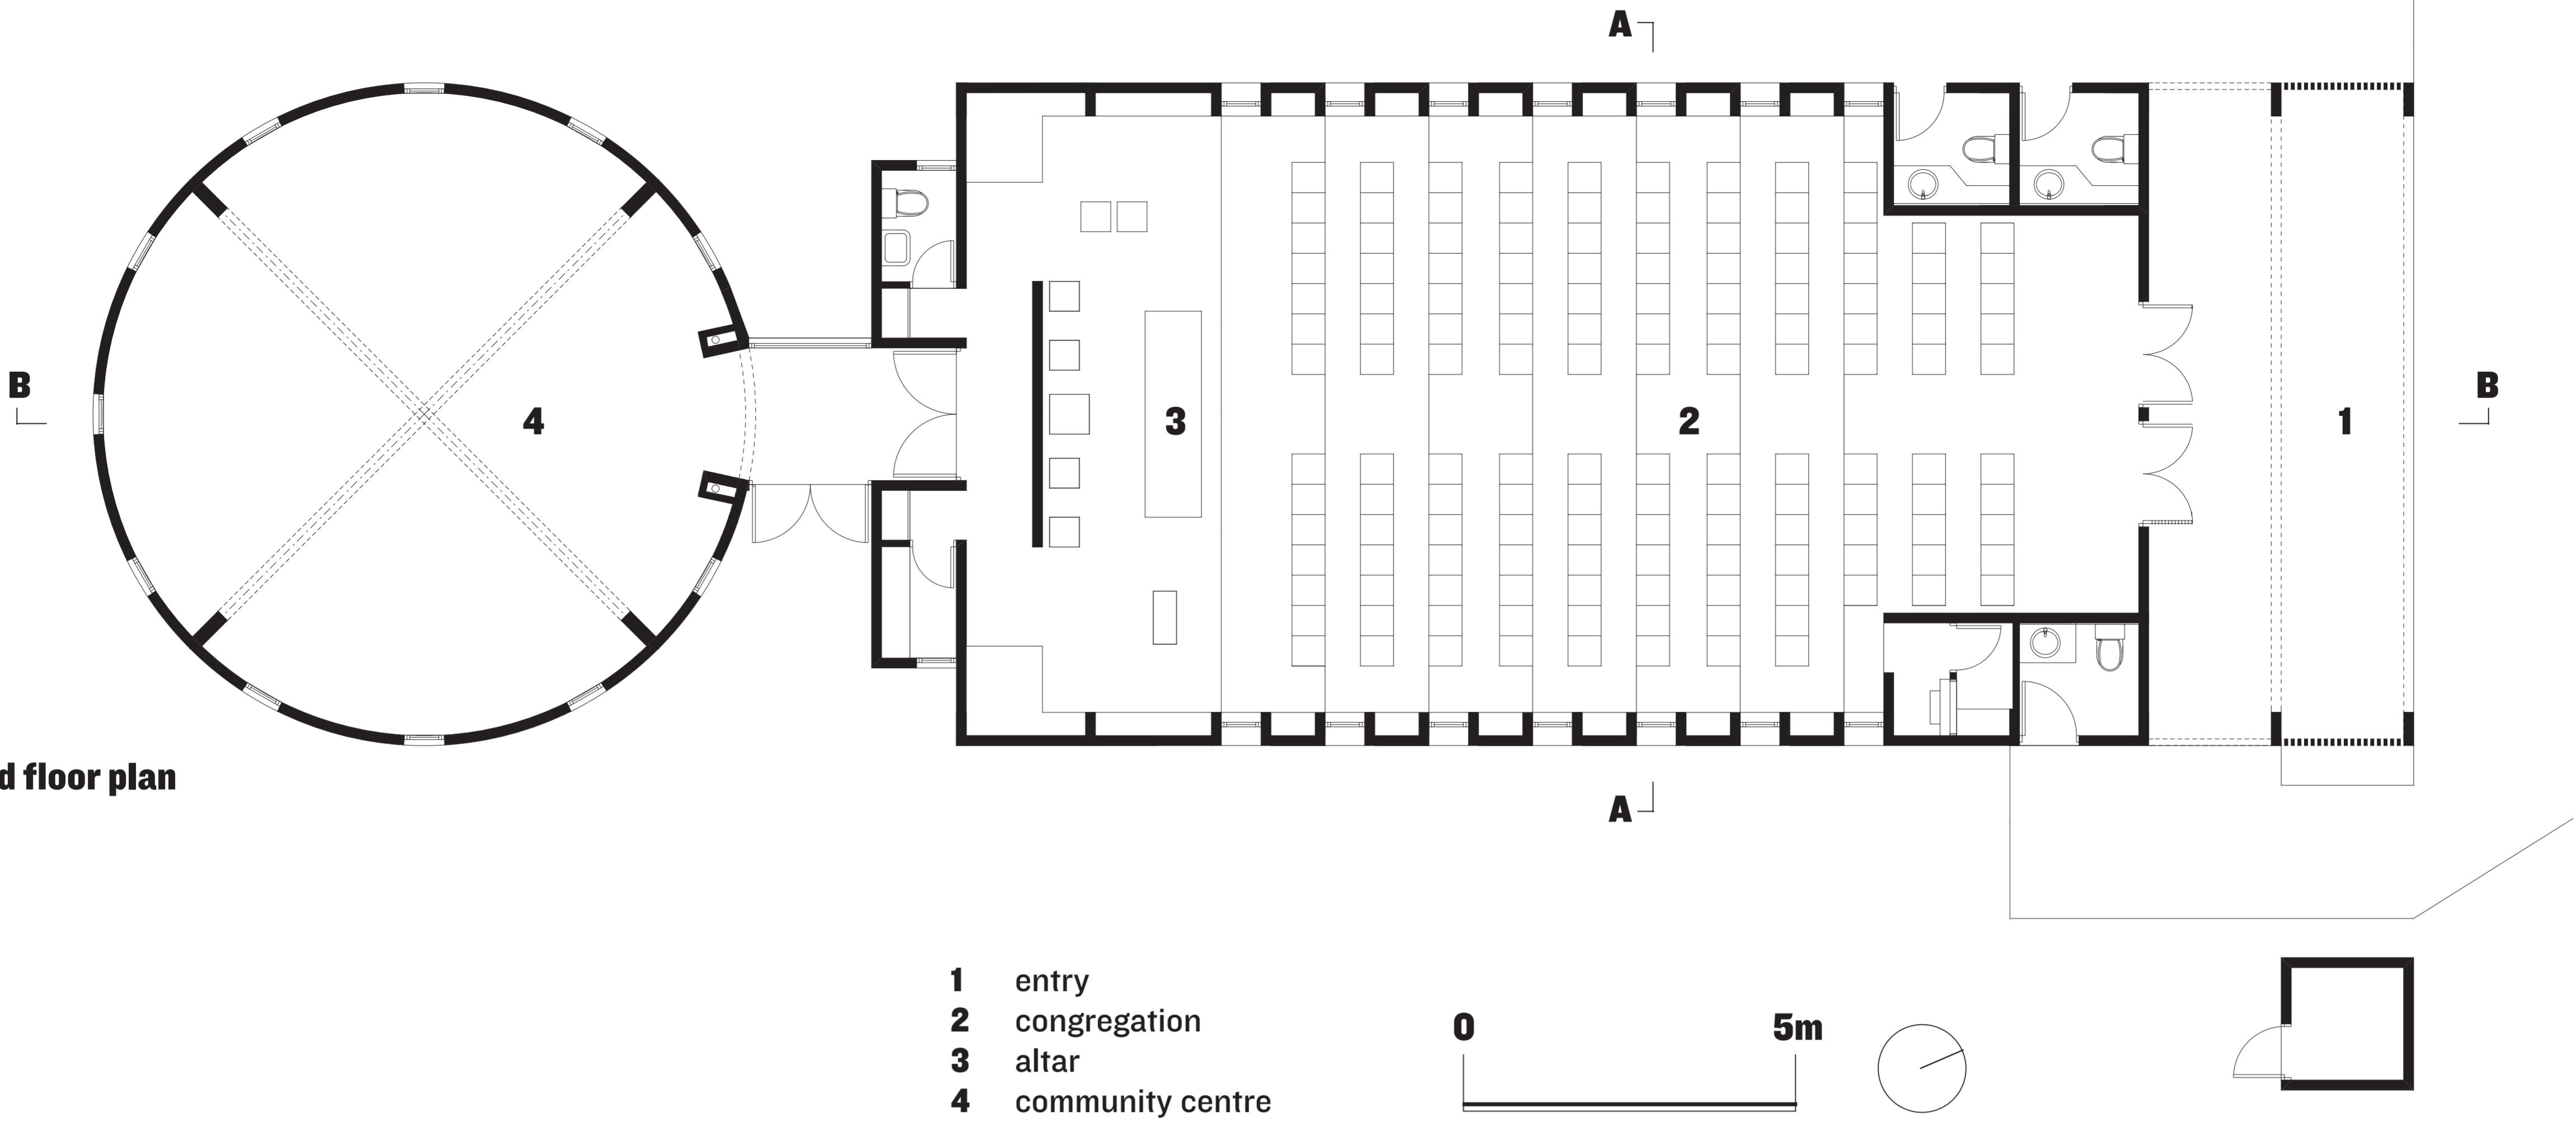 A
B
4
3
2
1
B
d floor plan
A
1 entry
2 congregation
3 altar
4 community centre
0 5m